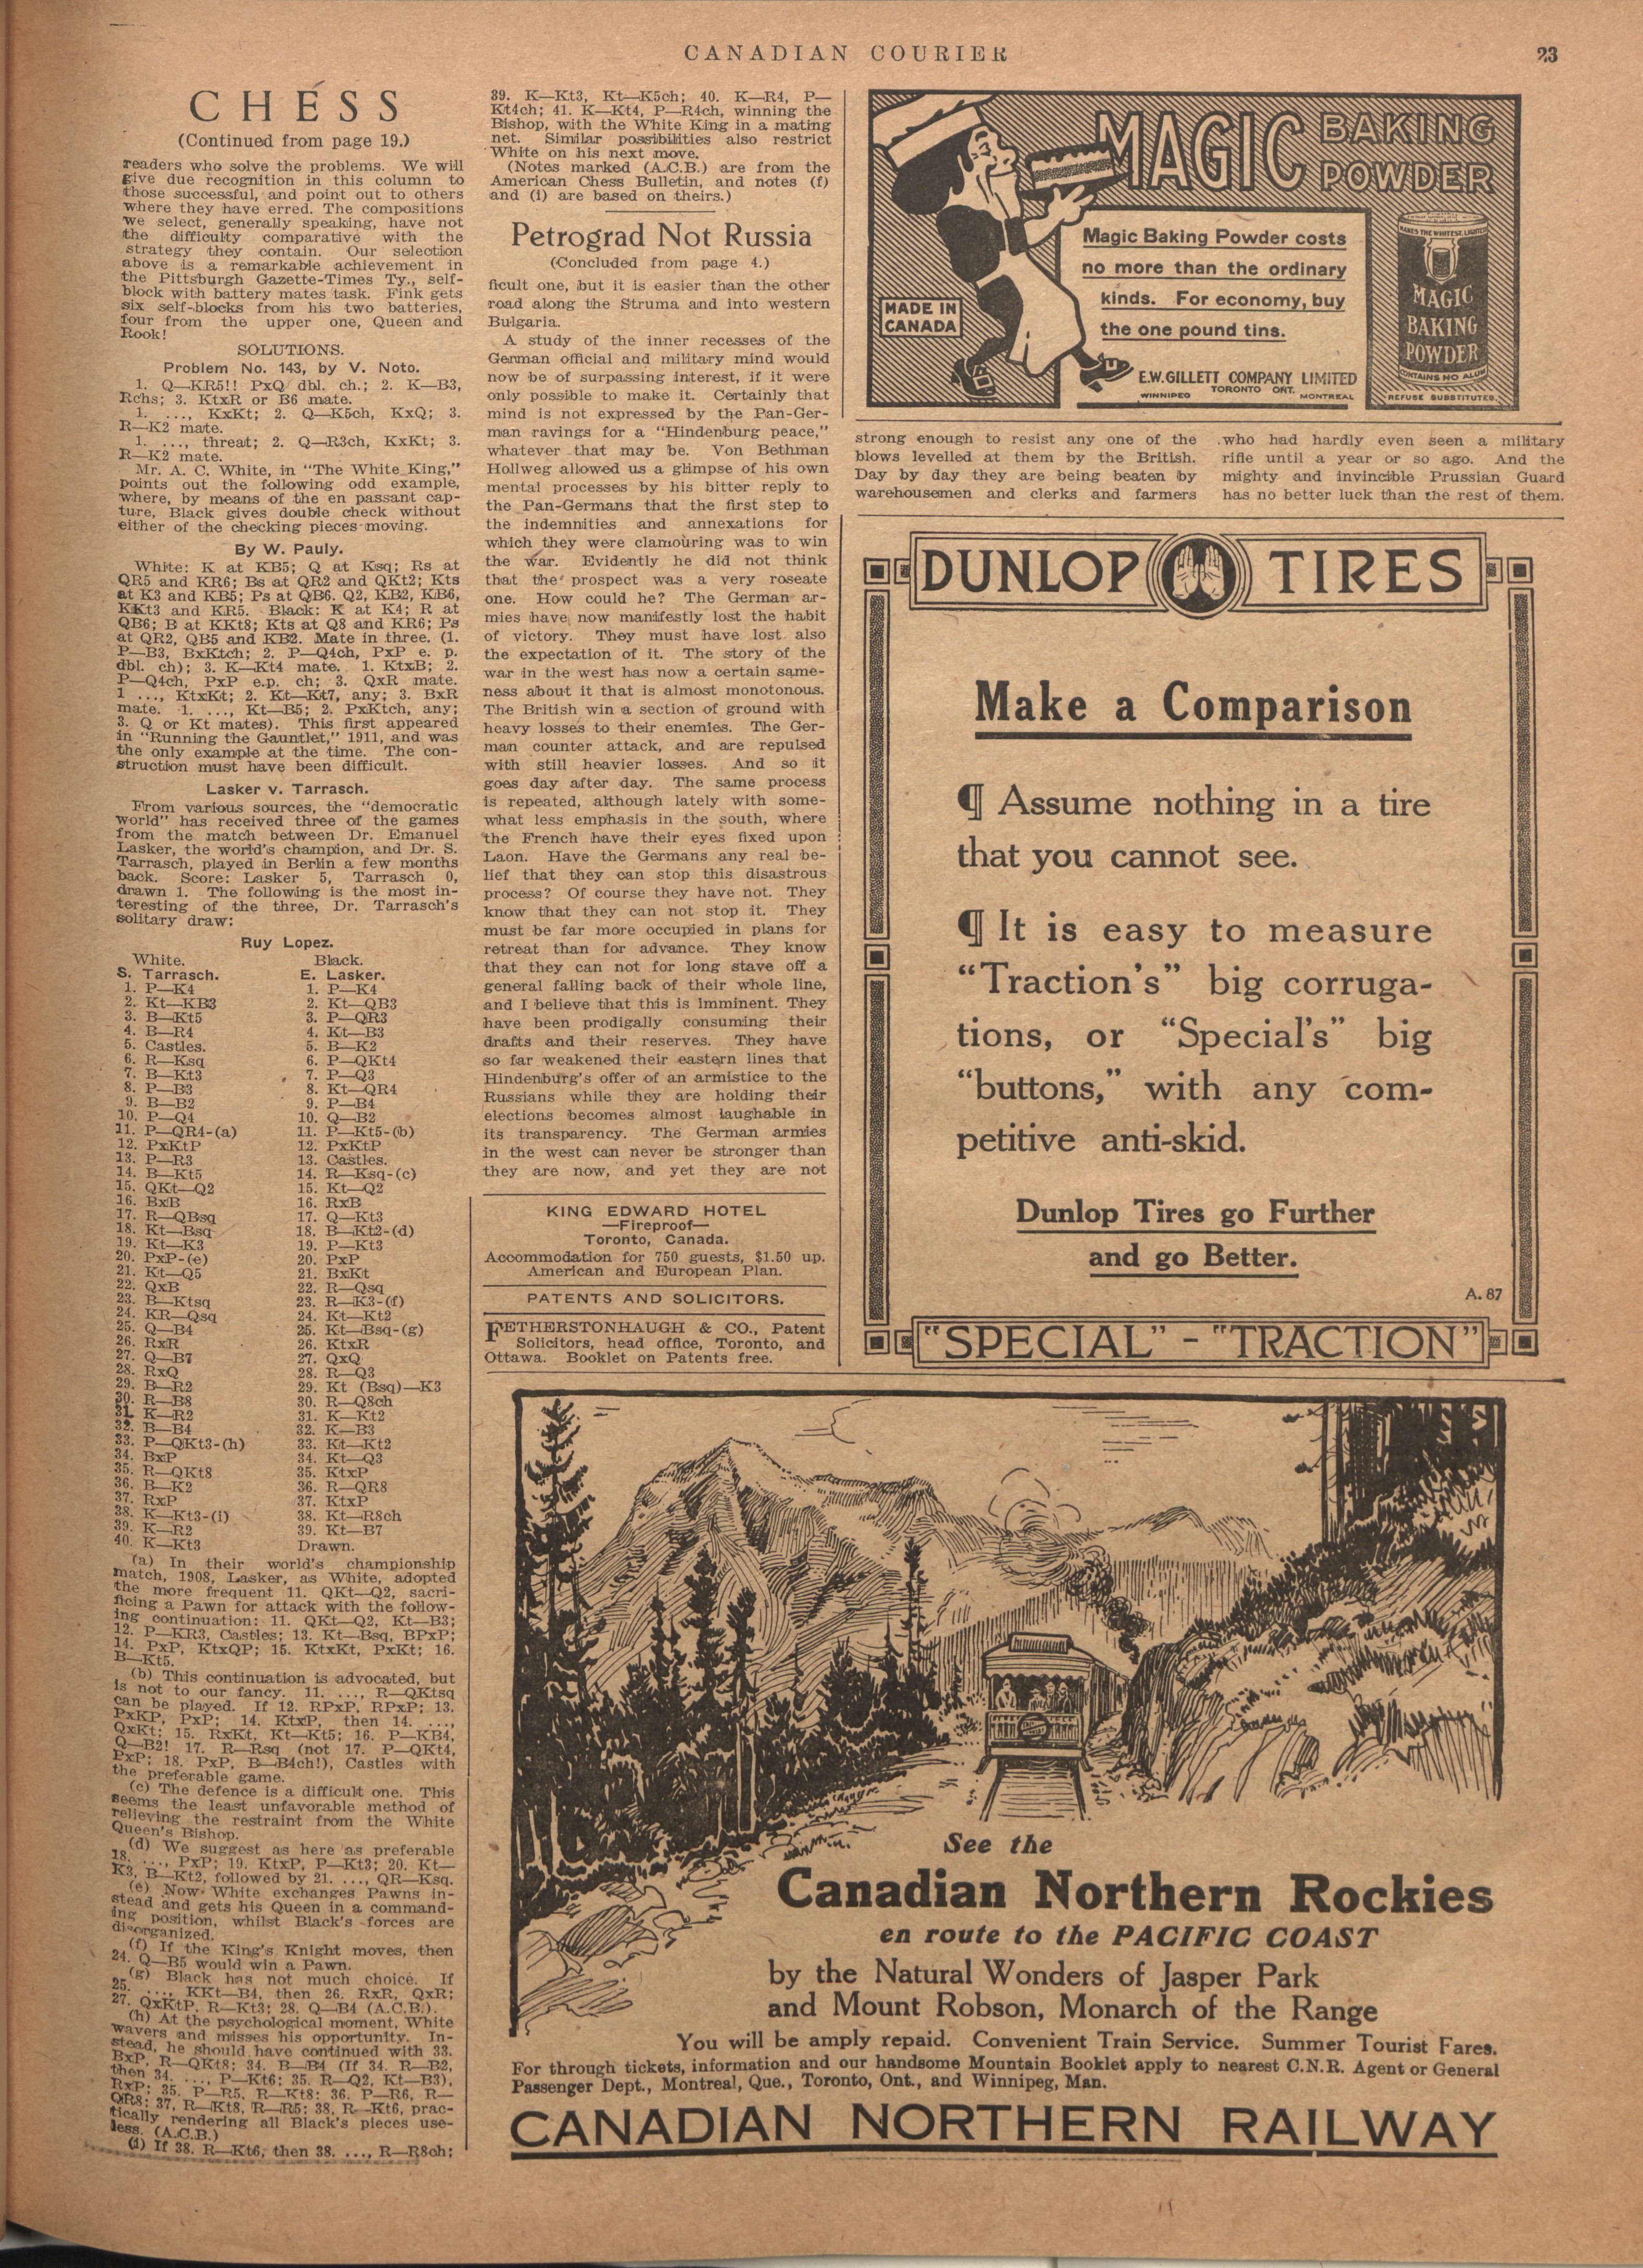 CANADIAN COURIER
23
CHESS
(Continued from page 19.)
readers who solve the problems. We will
give due recognition in this column to
those successful, and point out to others
where they have erred. The compositions
we select, generally speaking, have not
the difficulty comparative with the
strategy they contain. Our selection
above is a remarkable achievement in
the Pittsburgh Gazette-Times Ty., self-
block with battery mates task. Fink gets
six self-blocks from his two batteries,
four from the upper one, Queen and
Rook!
SOLUTIONS.
Problem No. 143, by V. Noto.
1. Q—KR5!! PxQ dbl. ch.; 2. K—B3,
Rchs; 3. KtxR or B6 mate.
1. ..., KxKt; 2. Q—K5ch, KxQ; 3.
R—K2 mate.
1. ..., threat; 2. Q—R3ch, KxKt; 3.
R—K2 mate.
Mr. A. C. White, in "The White King,"
points out the following odd example,
where, by means of the en passant cap-
ture, Black gives double check without
either of the checking pieces moving.
By W. Pauly.
White: K at KB5; Q at Ksq; Rs at
QR5 and KR6; Bs at QR2 and QKt2; Kts
at K3 and KB5; Ps at QB6. Q2, KB2, KB6,
KKt3 and KR5. Black: K at K4; R at
QB6; B at KKt8; Kts at Q8 and KR6; Ps
at QR2, QB5 and KB2. Mate in three. (1.
P—B3, BxKtch; 2. P—Q4ch, PxP e. p.
dbl. ch); 3. K—Kt4 mate. 1. KtxB; 2.
P—Q4ch, PxP e.p. ch; 3. QxR mate.
1 ..., KtxKt; 2. Kt—Kt7, any; 3. BxR
mate. 1. ..., Kt—B5; 2. PxKtch, any;
3. Q or Kt mates). This first appeared
in "Running the Gauntlet," 1911, and was
the only example at the time. The con-
struction must have been difficult.
Lasker v. Tarrasch.
From various sources, the "democratic
world" has received three of the games
from the match between Dr. Emanuel
Lasker, the world's champion, and Dr. S.
Tarrasch, played in Berlin a few months
back. Score: Lasker 5, Tarrasch 0,
drawn 1. The following is the most in-
teresting of the three, Dr. Tarrasch's
solitary draw:
Ruy Lopez.
White. Black.
S. Tarrasch. E. Lasker.
1. P—K4 1. P—K4
2. Kt—KB3 2. Kt—QB3
3. B—Kt5 3. P—QR3
4. B—R4 4. Kt—B3
5. Castles. 5. B—K2
6. R—Ksq 6. P—QKt4
7. B—Kt3 7. P—Q3
8. P—B3 8. Kt—QR4
9. B—B2 9. P—B4
10. P—Q4 10. Q—B2
11. P—QR4-(a) 11. P—Kt5-(b)
12. PxKtP 12. PxKtP
13. P—R3 13. Castles.
14. B—Kt5 14. R—Ksq-(c)
15. QKt—Q2 15. Kt—Q2
16. BxB 16. RxB
17. R—QBsq 17. Q—Kt3
18. Kt—Bsq 18. B—Kt2-(d)
19. Kt—K3 19. P—Kt3
20. PxP-(e) 20. PxP
21. Kt—Q5 21. BxKt
22. QxB 22. R—Qsq
23. B—Ktsq 23. R—K3-(f)
24. KR—Qsq 24. Kt—Kt2
25. Q—B4 25. Kt—Bsq-(g)
26. RxR 26. KtxR
27. Q—B7 27. QxQ
28. RxQ 28. R—Q3
29. B—R2 29. Kt (Bsq)—K3
30. R—B8 30. R—Q8ch
31. K—R2 31. K—Kt2
32. B—B4 32. K—B3
33. P—QKt3-(h) 33. Kt—Kt2
34. BxP 34. Kt—Q3
35. R—QKt8 35. KtxP
36. B—K2 36. R—QR8
37. RxP 37. KtxP
38. K—Kt3-(i) 38. Kt—R8ch
39. K—R2 39. Kt—B7
40. K—Kt3 Drawn.
(a) In their world's championship
match, 1908, Lasker, as White, adopted
the more frequent 11. QKt—Q2, sacri-
ficing a Pawn for attack with the follow-
ing continuation: 11. QKt—Q2, Kt—B3;
12. P—KR3, Castles; 13. Kt—Bsq, BPxP;
14. PxP, KtxQP; 15. KtxKt, PxKt; 16.
B—Kt5.
(b) This continuation is advocated, but
is not to our fancy. 11. ..., R—QKtsq
can be played. If 12. RPxP, RPxP; 13.
PxKP, PxP; 14. KtxP, then 14. ...,
QxKt; 15. RxKt, Kt—Kt5; 16. P—KB4,
Q—B2! 17. R—Rsq (not 17. P—QKt4,
PxP; 18. PxP, B—B4ch!), Castles with
the preferable game.
(c) The defence is a difficult one. This
seems the least unfavorable method of
relieving the restraint from the White
Queen's Bishop.
(d) We suggest as here as preferable
18. ..., PxP; 19. KtxP, P—Kt3; 20. Kt—
K3, B—Kt2, followed by 21. ..., QR—Ksq.
(e) Now White exchanges Pawns in-
stead and gets his Queen in a command-
ing position, whilst Black's forces are
disorganized.
(f) If the King's Knight moves, then
24. Q—B5 would win a Pawn.
(g) Black has not much choice. If
25. ..., KKt—B4, then 26. RxR, QxR;
27. QxKtP, R—Kt3; 28. Q—B4 (A.C.B.).
(h) At the psychological moment, White
wavers and misses his opportunity. In-
stead, he should have continued with 33.
BxP, R—QKt8; 34. B—B4 (If 34. R—B2,
then 34. ..., P—Kt6; 35. R—Q2, Kt—B3),
RxP; 35. P—R5, R—Kt8; 36. P—R6, R—
QR8; 37, R—Kt8, R—R5; 38, R—Kt6, prac-
tically rendering all Black's pieces use-
less. (A.C.B.)
(i) If 38. R—Kt6, then 38. ..., R—R8ch;
39. K—Kt3, Kt—K5ch; 40. K—R4, P—
Kt4ch; 41. K—Kt4, P—R4ch, winning the
Bishop, with the White King in a mating
net. Similar possibilities also restrict
White on his next move.
(Notes marked (A.C.B.) are from the
American Chess Bulletin, and notes (f)
and (i) are based on theirs.)
Petrograd Not Russia
(Concluded from page 4.)
ficult one, but it is easier than the other
road along the Struma and into western
Bulgaria.
A study of the inner recesses of the
German official and military mind would
now be of surpassing interest, if it were
only possible to make it. Certainly that
mind is not expressed by the Pan-Ger-
man ravings for a "Hindenburg peace,"
whatever that may be. Von Bethman
Hollweg allowed us a glimpse of his own
mental processes by his bitter reply to
the Pan-Germans that the first step to
the indemnities and annexations for
which they were clamouring was to win
the war. Evidently he did not think
that the prospect was a very roseate
one. How could he? The German ar-
mies have now manifestly lost the habit
of victory. They must have lost also
the expectation of it. The story of the
war in the west has now a certain same-
ness about it that is almost monotonous.
The British win a section of ground with
heavy losses to their enemies. The Ger-
man counter attack, and are repulsed
with still heavier losses. And so it
goes day after day. The same process
is repeated, although lately with some-
what less emphasis in the south, where
the French have their eyes fixed upon
Laon. Have the Germans any real be-
lief that they can stop this disastrous
process? Of course they have not. They
know that they can not stop it. They
must be far more occupied in plans for
retreat than for advance. They know
that they can not for long stave off a
general falling back of their whole line,
and I believe that this is imminent. They
have been prodigally consuming their
drafts and their reserves. They have
so far weakened their eastern lines that
Hindenburg's offer of an armistice to the
Russians while they are holding their
elections becomes almost laughable in
its transparency. The German armies
in the west can never be stronger than
they are now, and yet they are not
strong enough to resist any one of the
blows levelled at them by the British.
Day by day they are being beaten by
warehousemen and clerks and farmers
who had hardly even seen a military
rifle until a year or so ago. And the
mighty and invincible Prussian Guard
has no better luck than the rest of them.
KING EDWARD HOTEL
—Fireproof—
Toronto, Canada.
Accommodation for 750 guests, $1.50 up.
American and European Plan.
PATENTS AND SOLICITORS.
FETHERSTONHAUGH & CO., Patent
Solicitors, head office, Toronto, and
Ottawa. Booklet on Patents free.
MAGIC BAKING
POWDER
Magic Baking Powder costs
no more than the ordinary
kinds. For economy, buy
the one pound tins.
MADE IN
CANADA
E.W. GILLETT COMPANY LIMITED
TORONTO ONT.
WINNIPEG MONTREAL
MAKES THE WHITEST, LIGHTEST
MAGIC
BAKING
POWDER
CONTAINS NO ALUM
REFUSE SUBSTITUTES
DUNLOP TIRES
Make a Comparison
¶ Assume nothing in a tire
that you cannot see.
¶ It is easy to measure
"Traction's" big corruga-
tions, or "Special's" big
"buttons," with any com-
petitive anti-skid.
Dunlop Tires go Further
and go Better.
A. 87
"SPECIAL" - "TRACTION"
See the
Canadian Northern Rockies
en route to the PACIFIC COAST
by the Natural Wonders of Jasper Park
and Mount Robson, Monarch of the Range
You will be amply repaid. Convenient Train Service. Summer Tourist Fares.
For through tickets, information and our handsome Mountain Booklet apply to nearest C.N.R. Agent or General
Passenger Dept., Montreal, Que., Toronto, Ont., and Winnipeg, Man.
CANADIAN NORTHERN RAILWAY